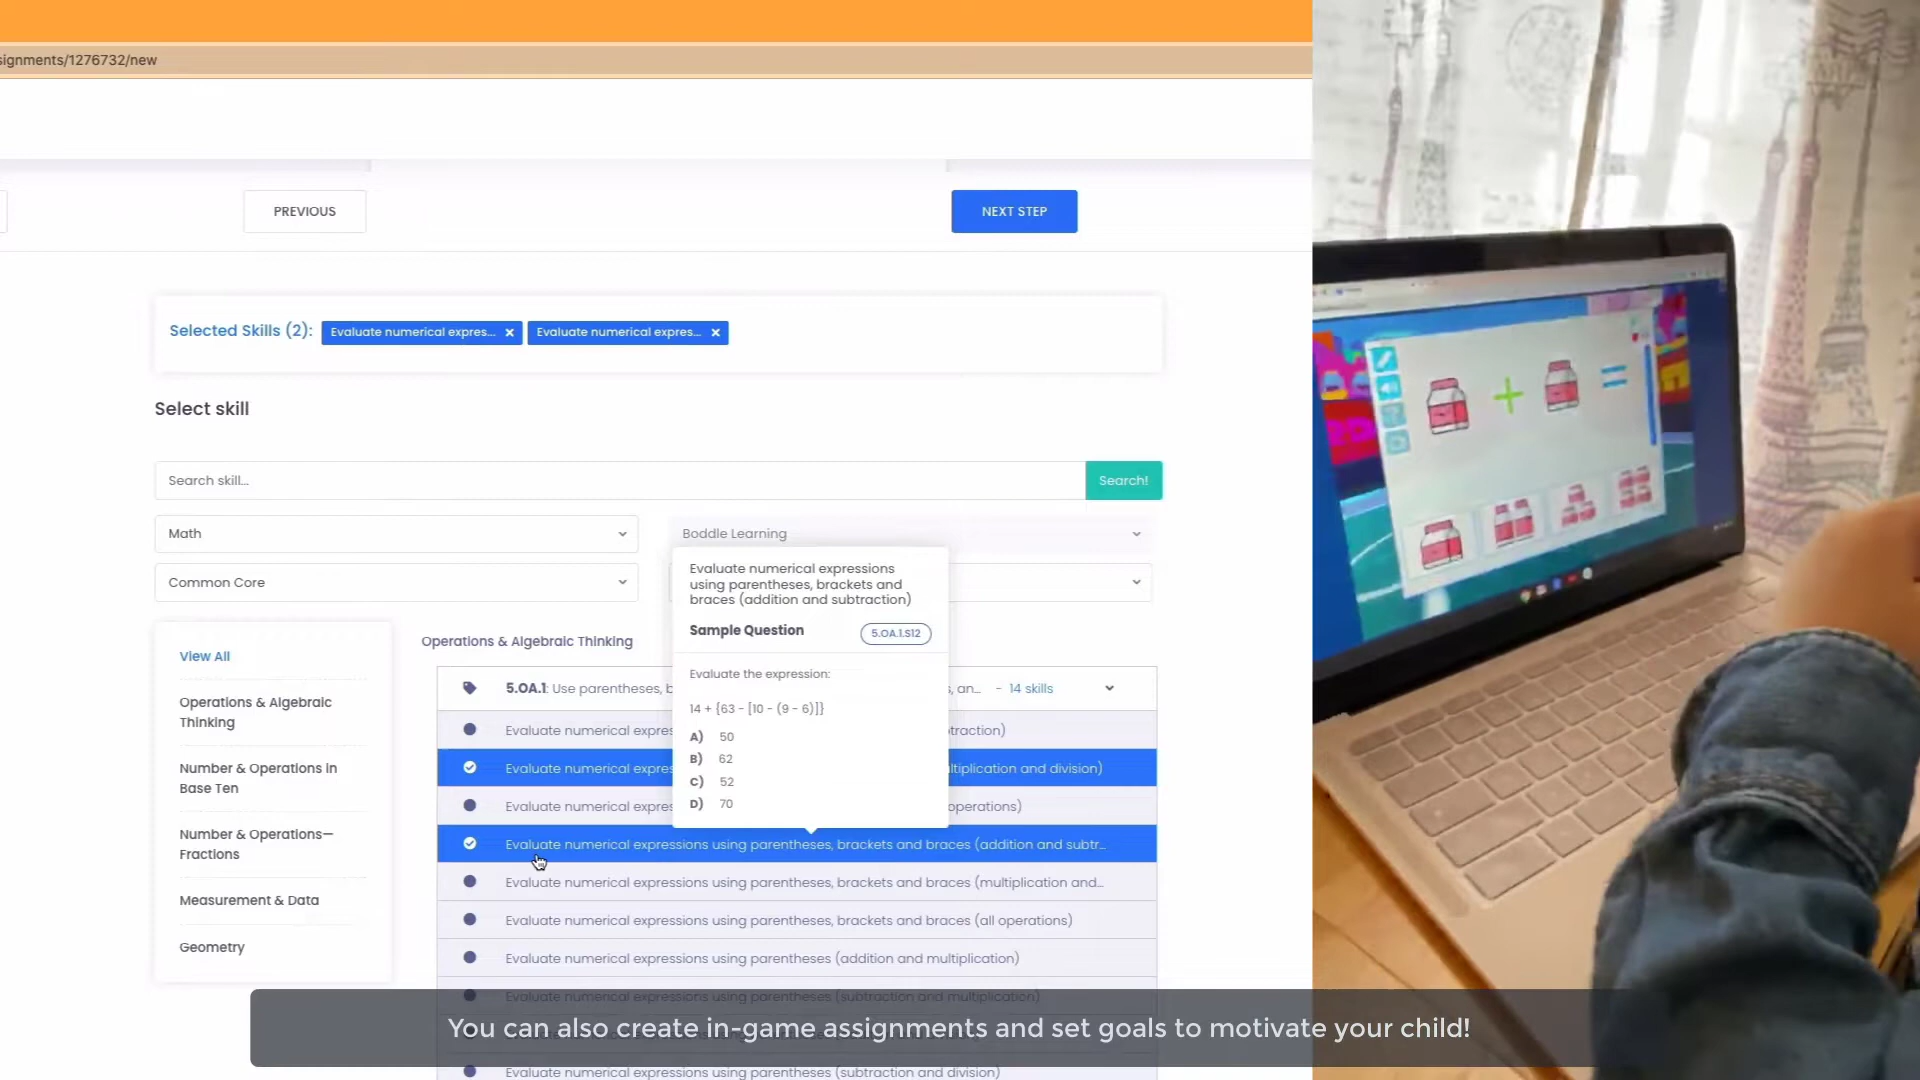 signments/1276732/new
PREVIOUS
NEXT STEP
Selected Skills (2): Evaluate numerical expres... × Evaluate numerical expres... ×
Select skill
Search skill...
Search!
Math
Boddle Learning
Common Core
View All
Operations & Algebraic
Thinking
Number & Operations in
Base Ten
Number & Operations—
Fractions
Measurement & Data
Geometry
Operations & Algebraic Thinking
5.OA.1: Use parentheses, b
s, an... - 14 skills
Evaluate numerical expres
traction)
Evaluate numerical expres
ltiplication and division)
Evaluate numerical expres
operations)
Evaluate numerical expressions using parentheses, brackets and braces (addition and subtr...
Evaluate numerical expressions using parentheses, brackets and braces (multiplication and...
Evaluate numerical expressions using parentheses, brackets and braces (all operations)
Evaluate numerical expressions using parentheses (addition and multiplication)
Evaluate numerical expressions using parentheses (subtraction and multiplication)
Evaluate numerical expressions using parentheses (subtraction and division)
Evaluate numerical expressions
using parentheses, brackets and
braces (addition and subtraction)
Sample Question
5.OA.1.S12
Evaluate the expression:
14 + {63 - [10 - (9 - 6)]}
A) 50
B) 62
C) 52
D) 70
+ =
You can also create in-game assignments and set goals to motivate your child!